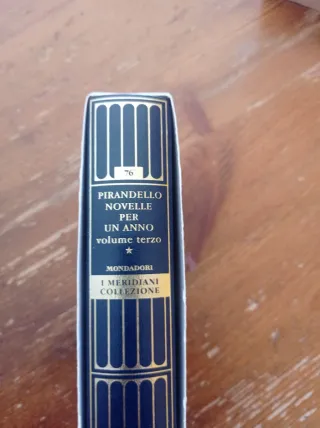 76
PIRANDELLO
NOVELLE
PER
UN ANNO
volume terzo
*
MONDADORI
I MERIDIANI
COLLEZIONE